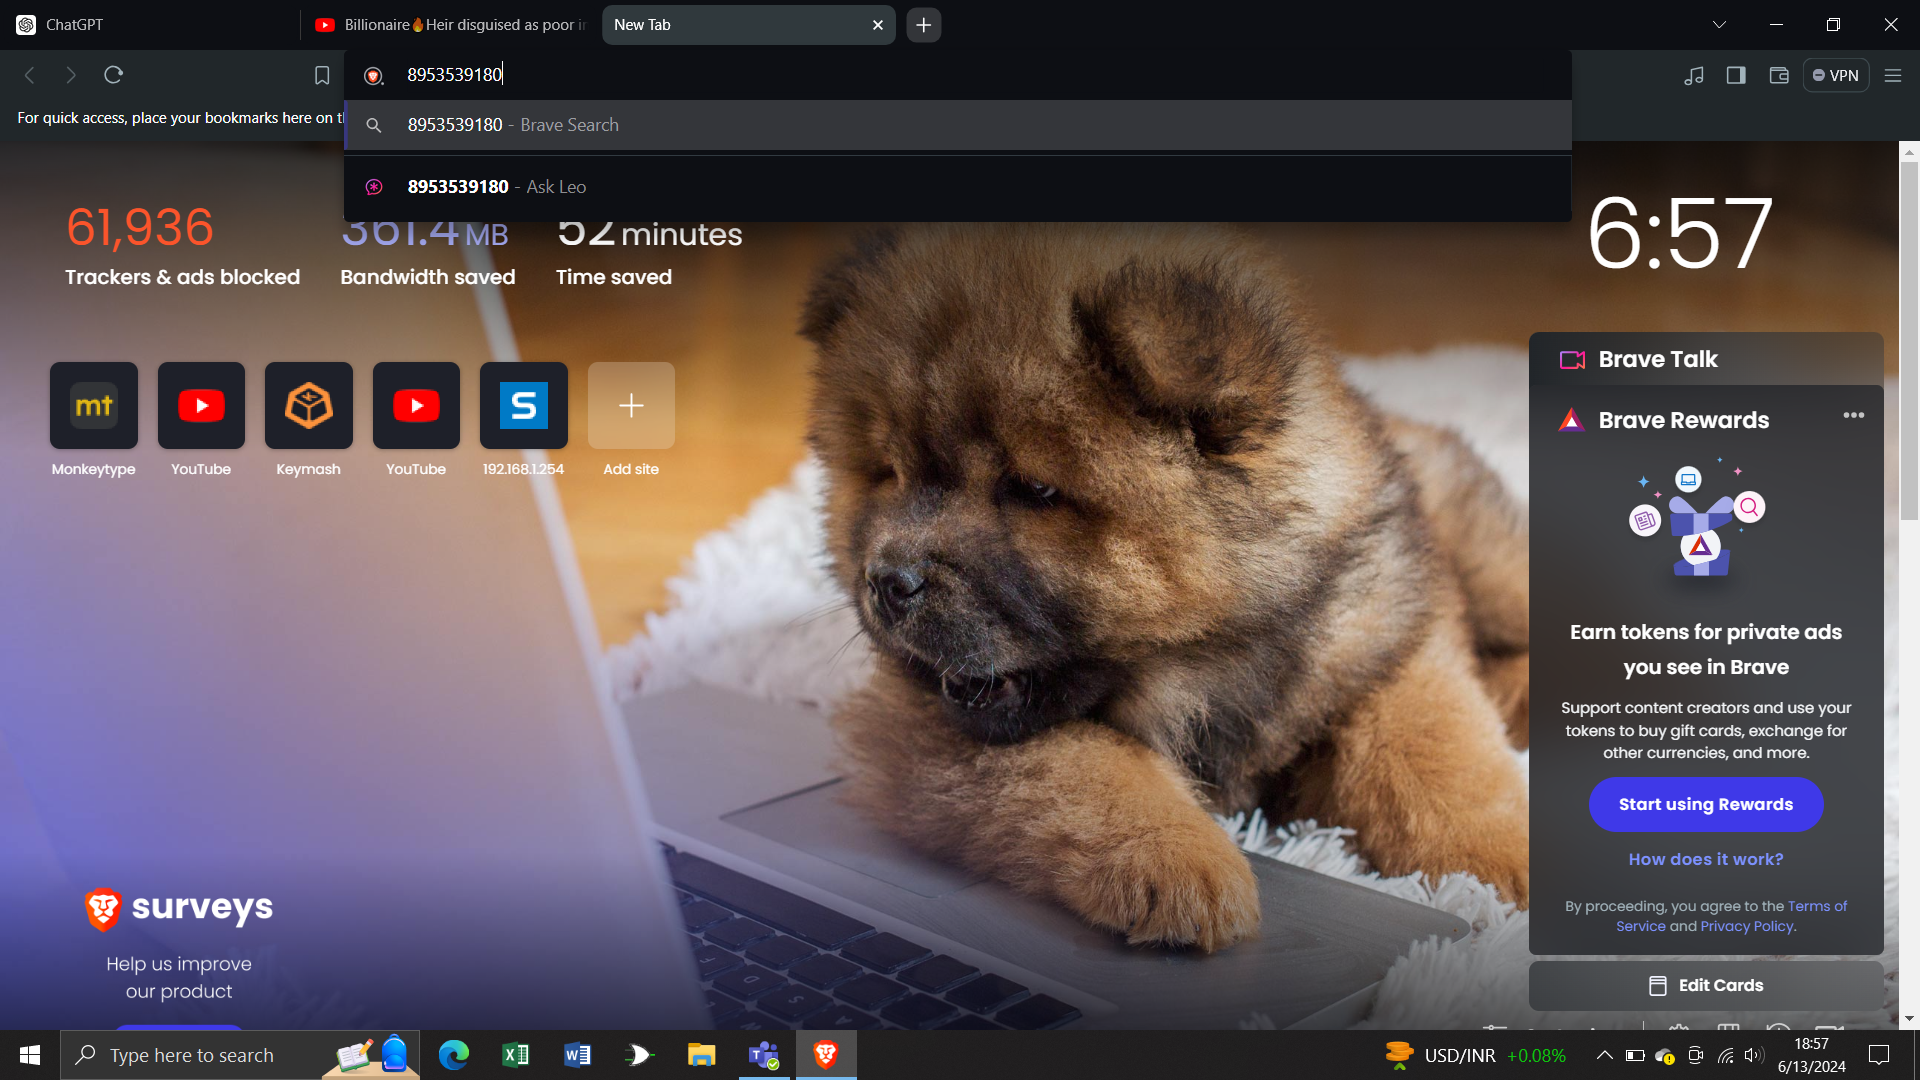 ChatGPT
Billionaire🔥Heir disguised as poor in
New Tab
8953539180
VPN
For quick access, place your bookmarks here on th
8953539180 - Brave Search
8953539180 - Ask Leo
61,936
361.4 MB
52 minutes
Trackers & ads blocked
Bandwidth saved
Time saved
6:57
mt
S
Monkeytype
YouTube
Keymash
YouTube
192.168.1.254
Add site
Brave Talk
Brave Rewards
Earn tokens for private ads
you see in Brave
Support content creators and use your
tokens to buy gift cards, exchange for
other currencies, and more.
Start using Rewards
How does it work?
By proceeding, you agree to the Terms of
Service and Privacy Policy.
Edit Cards
surveys
Help us improve
our product
Type here to search
USD/INR +0.08%
18:57
6/13/2024